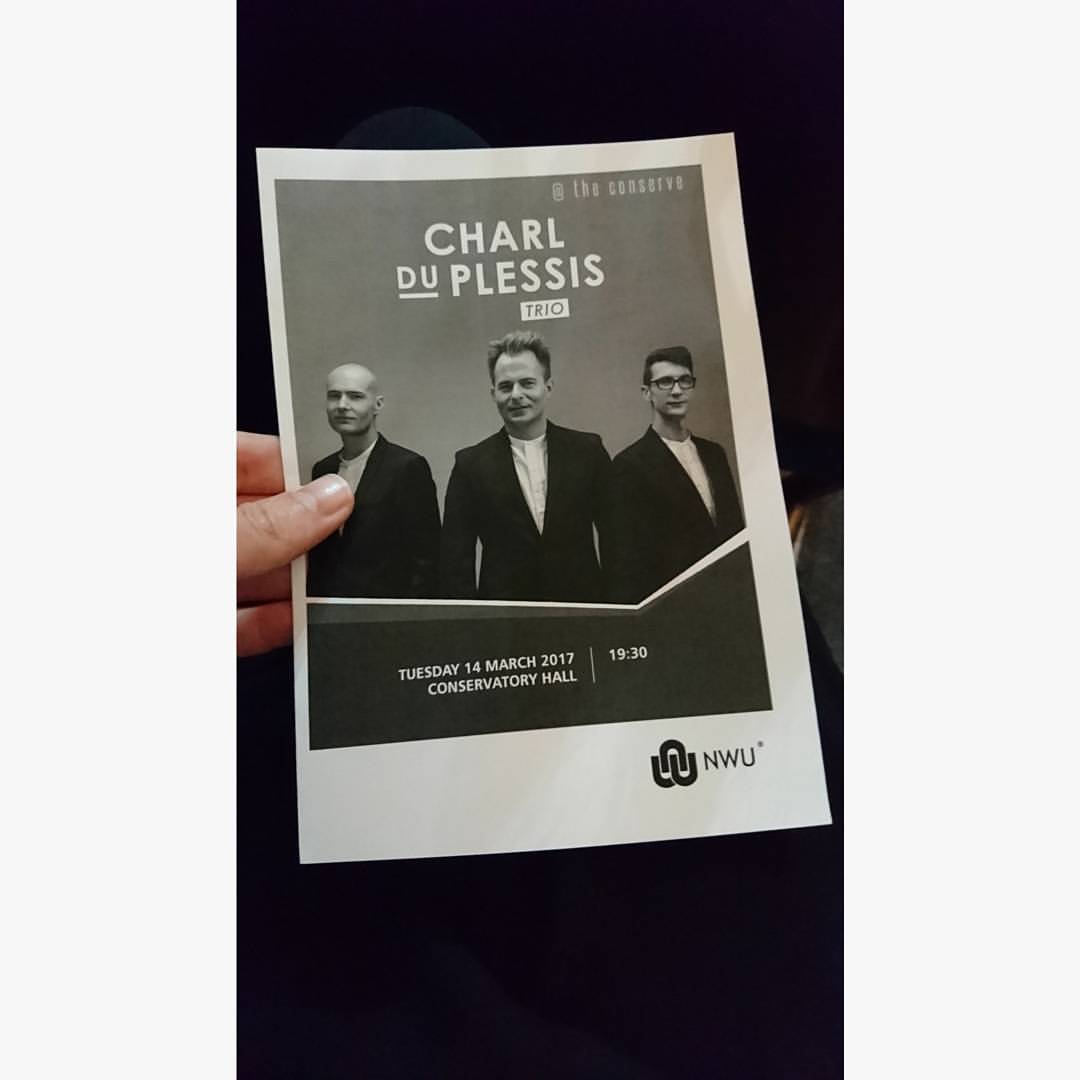 @ the conserve
CHARL
DU PLESSIS
TRIO
TUESDAY 14 MARCH 2017
CONSERVATORY HALL
19:30
NWU®